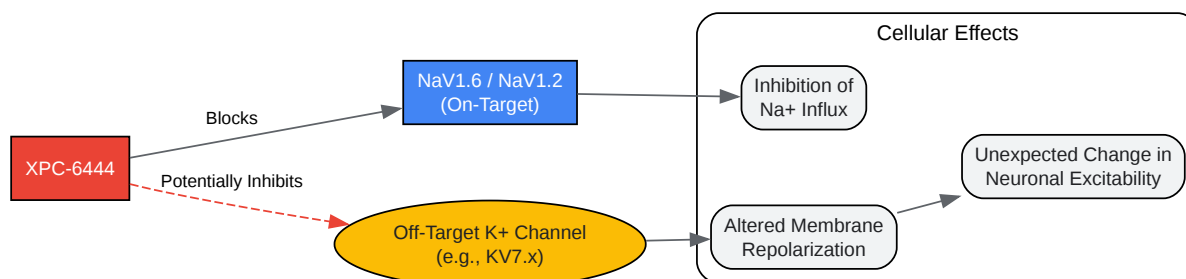 Cellular Effects
NaV1.6 / NaV1.2
(On-Target)
Inhibition of
Na+ Influx
Blocks
XPC-6444
Potentially Inhibits
Unexpected Change in
Neuronal Excitability
Off-Target K+ Channel
(e.g., KV7.x)
Altered Membrane
Repolarization